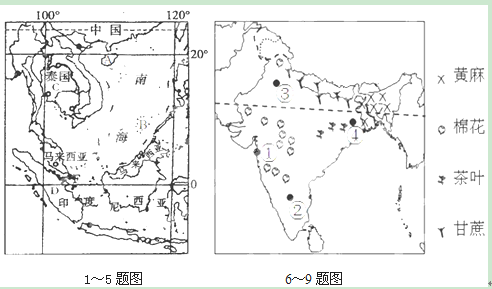 100° 120°
中国
20°
泰国
C
南
B
海
马来西亚
0
D
印度尼西亚
1～5题图
③
④
①
②
黄麻
棉花
茶叶
甘蔗
6～9题图